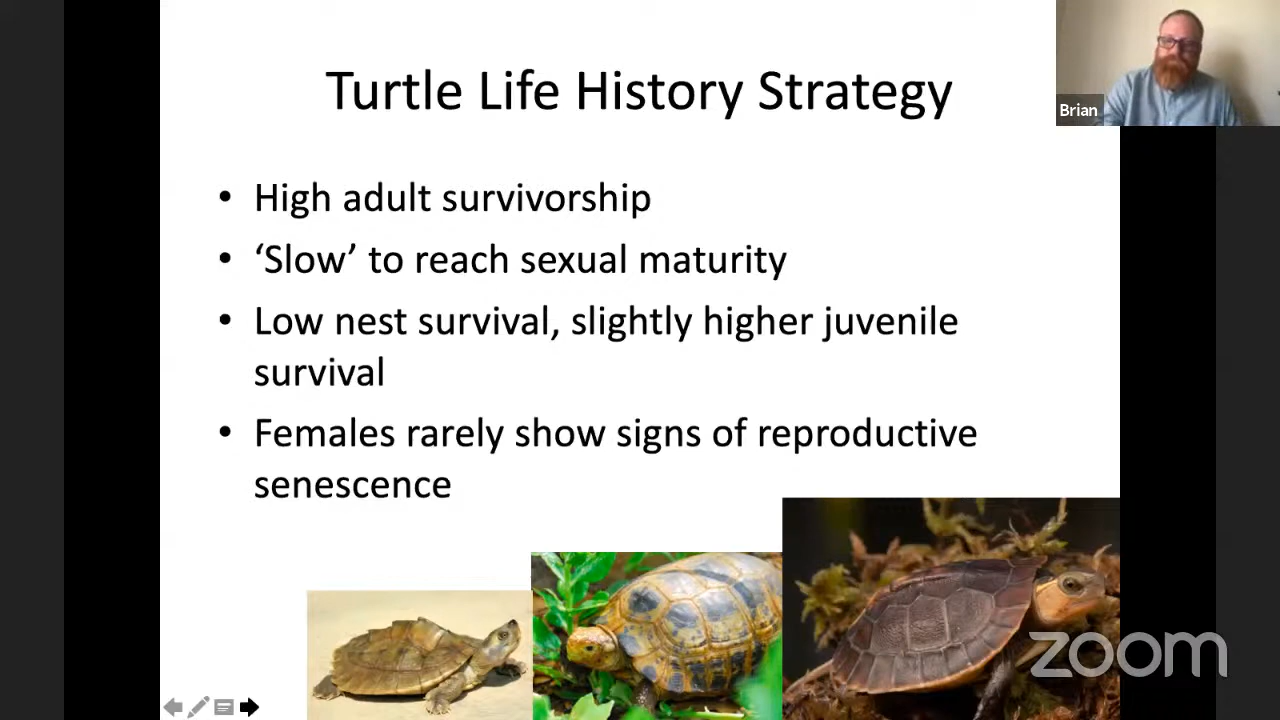 Turtle Life History Strategy
Brian
• High adult survivorship
• ‘Slow’ to reach sexual maturity
• Low nest survival, slightly higher juvenile
survival
• Females rarely show signs of reproductive
senescence
zoom